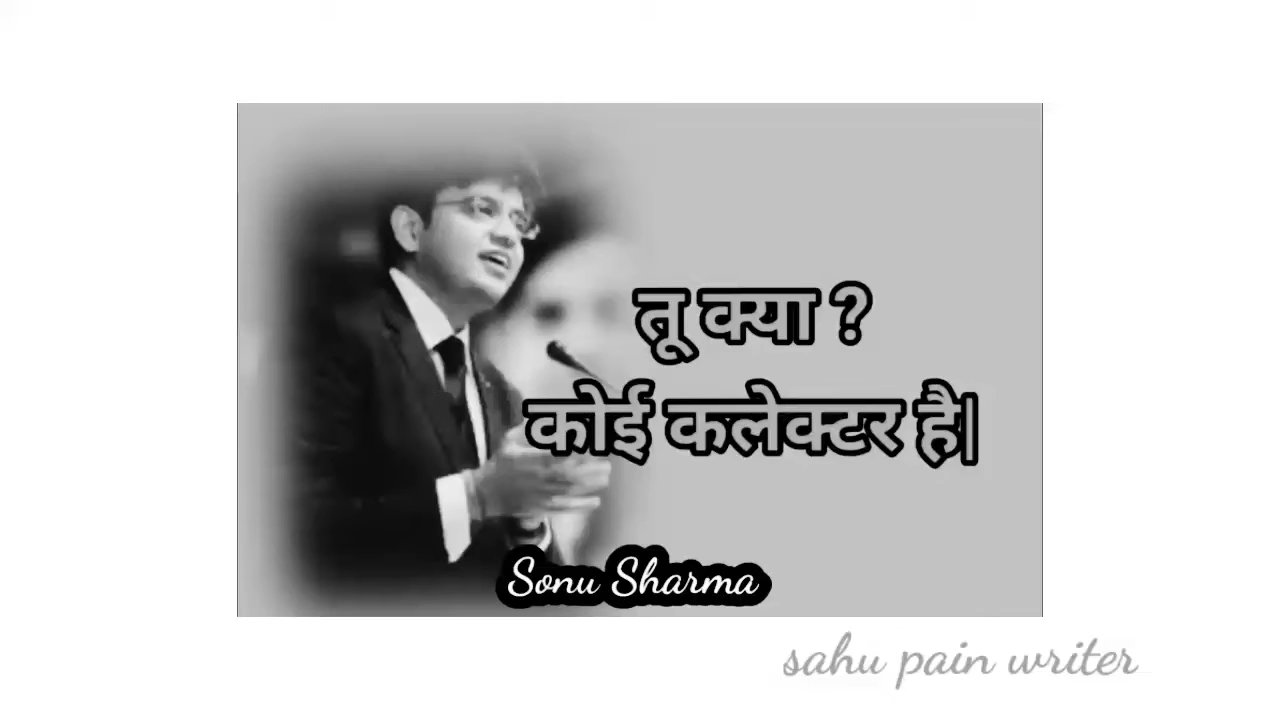 तू क्या ?
कोई कलेक्टर है|
Sonu Sharma
sahu pain writer